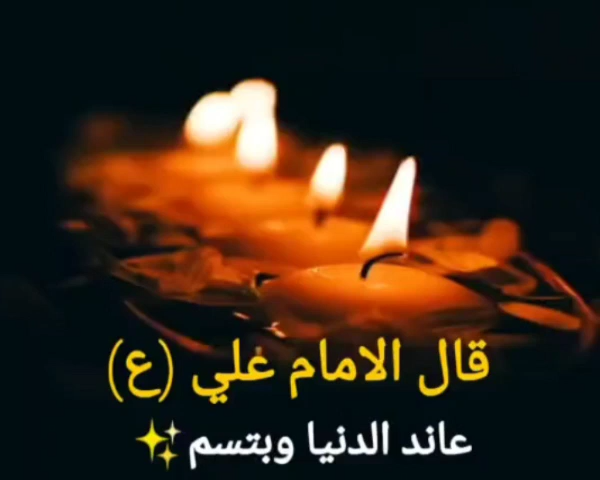 قال الامام علي (ع)
عاند الدنيا وبتسم ✨